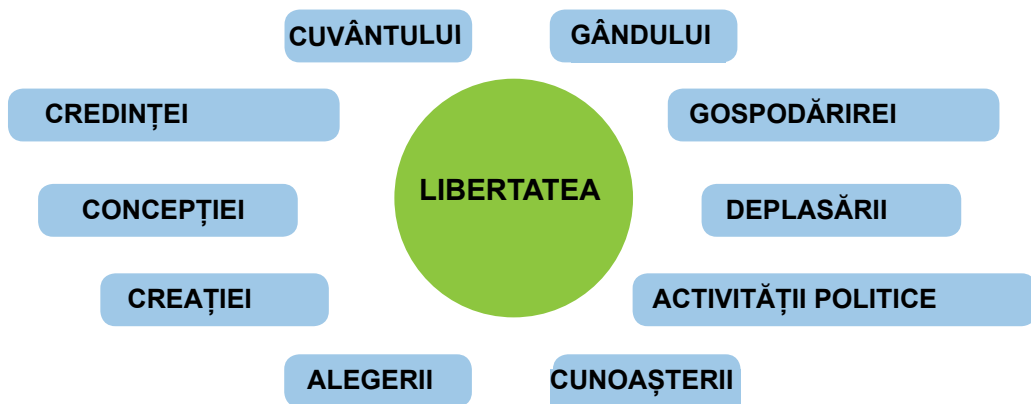 CUVÂNTULUI
GÂNDULUI
CREDINȚEI
GOSPODĂRIREI
LIBERTATEA
CONCEPȚIEI
DEPLASĂRII
CREAȚIEI
ACTIVITĂȚII POLITICE
ALEGERII
CUNOAȘTERII